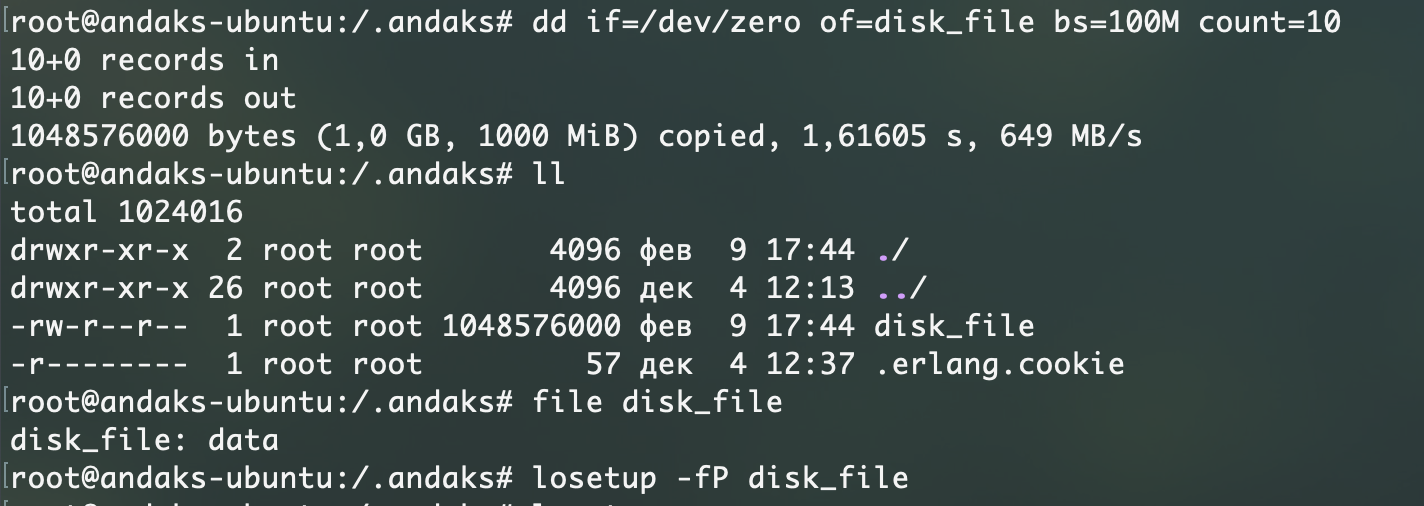 [root@andaks-ubuntu:/.andaks# dd if=/dev/zero of=disk_file bs=100M count=10
10+0 records in
10+0 records out
1048576000 bytes (1,0 GB, 1000 MiB) copied, 1,61605 s, 649 MB/s
[root@andaks-ubuntu:/.andaks# ll
total 1024016
drwxr-xr-x  2 root root       4096 фев  9 17:44 ./
drwxr-xr-x 26 root root       4096 дек  4 12:13 ../
-rw-r--r--  1 root root 1048576000 фев  9 17:44 disk_file
-r--------  1 root root         57 дек  4 12:37 .erlang.cookie
[root@andaks-ubuntu:/.andaks# file disk_file
disk_file: data
[root@andaks-ubuntu:/.andaks# losetup -fP disk_file